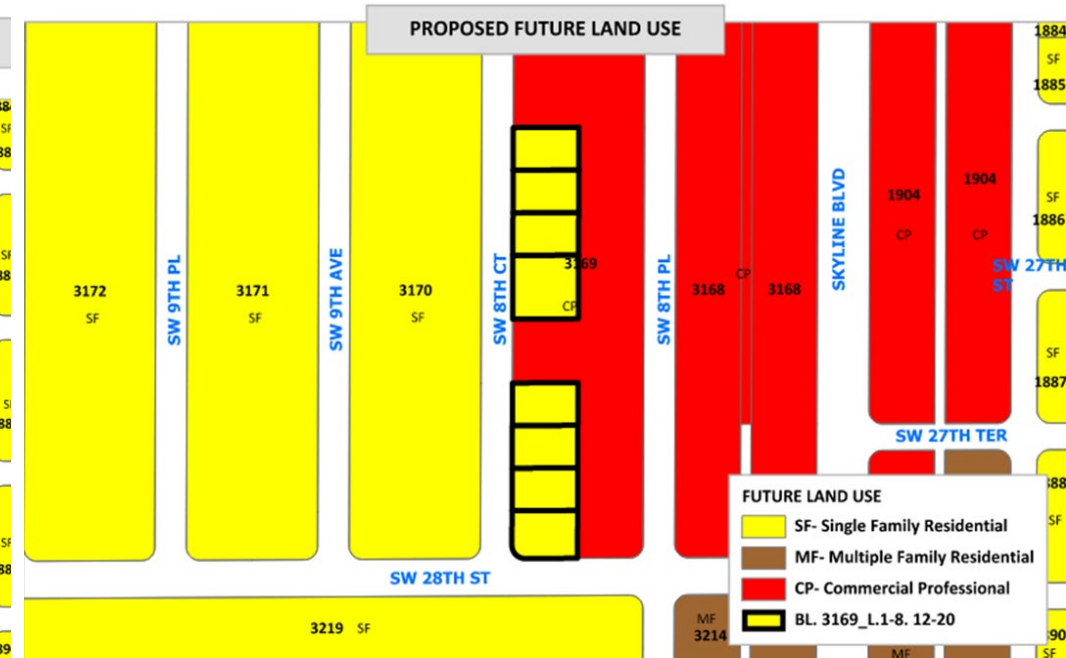 PROPOSED FUTURE LAND USE
1884
SF
1885
SF
1886
SW 27TH
ST
SF
1887
SF
3172
SF
SW 9TH PL
3171
SF
SW 9TH AVE
3170
SF
SW 8TH CT
3169
CP
SW 8TH PL
3168
CP
3168
SKYLINE BLVD
1904
CP
1904
CP
SW 27TH TER
SW 28TH ST
3219 SF
MF
3214
MF
SF
FUTURE LAND USE
SF- Single Family Residential
MF- Multiple Family Residential
CP- Commercial Professional
BL. 3169_L.1-8. 12-20